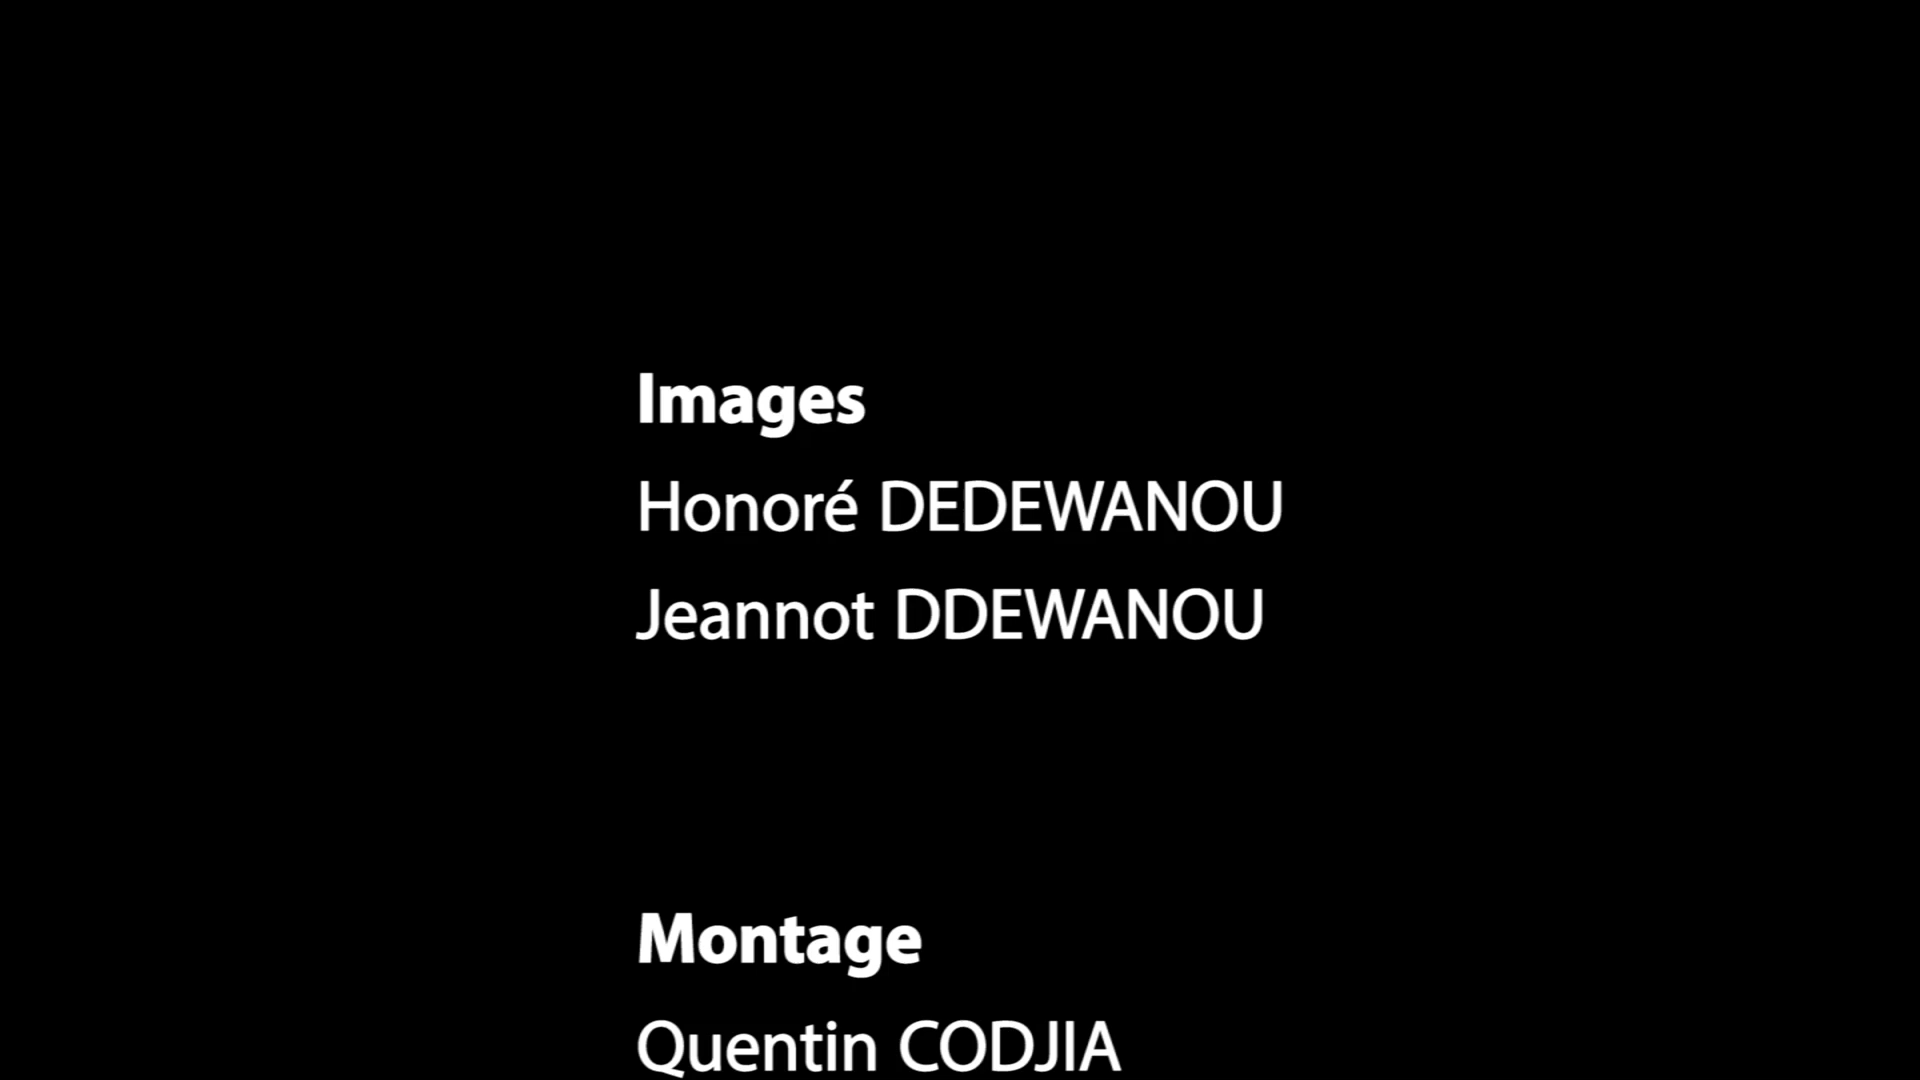 Images
Honoré DEDEWANOU
Jeannot DDEWANOU
Montage
Quentin CODJIA